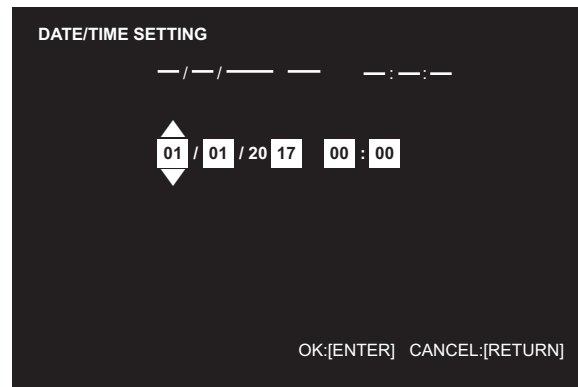 DATE/TIME SETTING
—/—/—— —  —:—:—
01 / 01 / 20 17 00 : 00
OK:[ENTER] CANCEL:[RETURN]